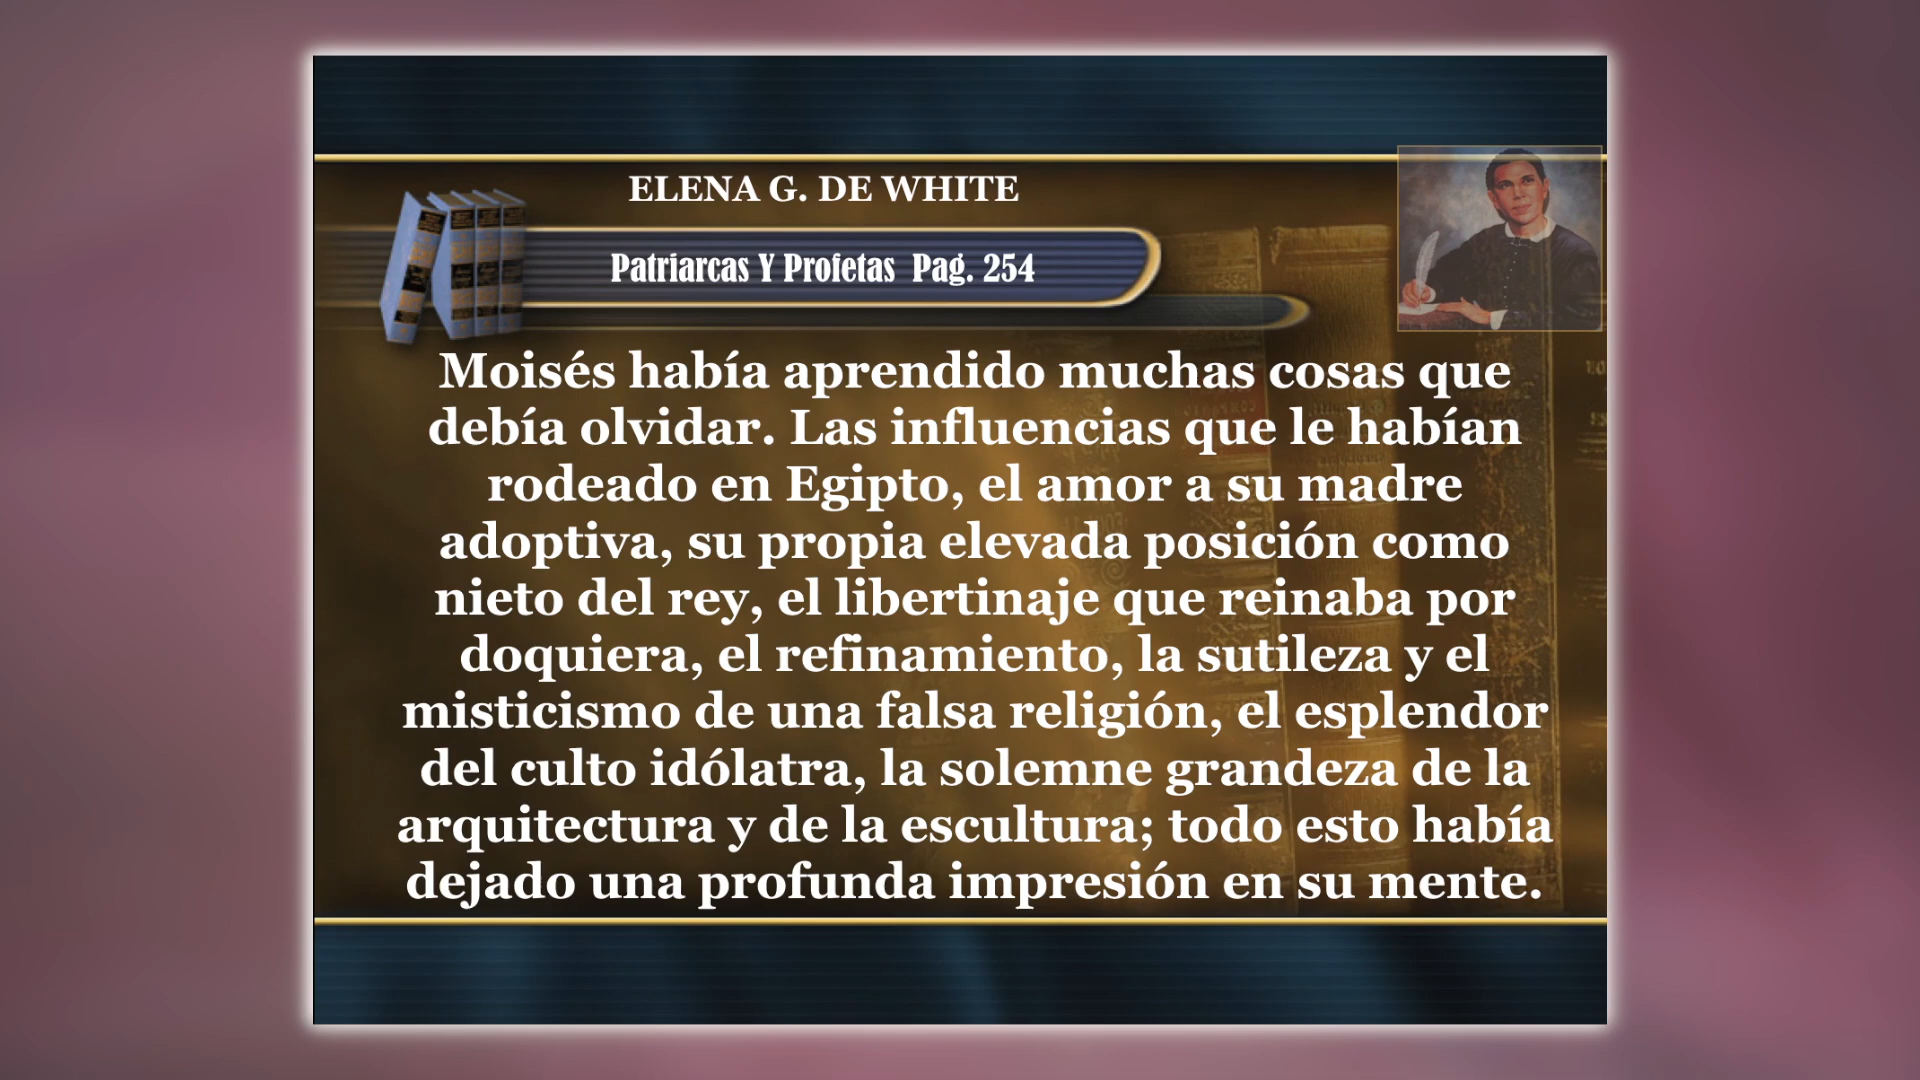 ELENA G. DE WHITE
Patriarcas Y Profetas Pag. 254
Moisés había aprendido muchas cosas que
debía olvidar. Las influencias que le habían
rodeado en Egipto, el amor a su madre
adoptiva, su propia elevada posición como
nieto del rey, el libertinaje que reinaba por
doquiera, el refinamiento, la sutileza y el
misticismo de una falsa religión, el esplendor
del culto idólatra, la solemne grandeza de la
arquitectura y de la escultura; todo esto había
dejado una profunda impresión en su mente.